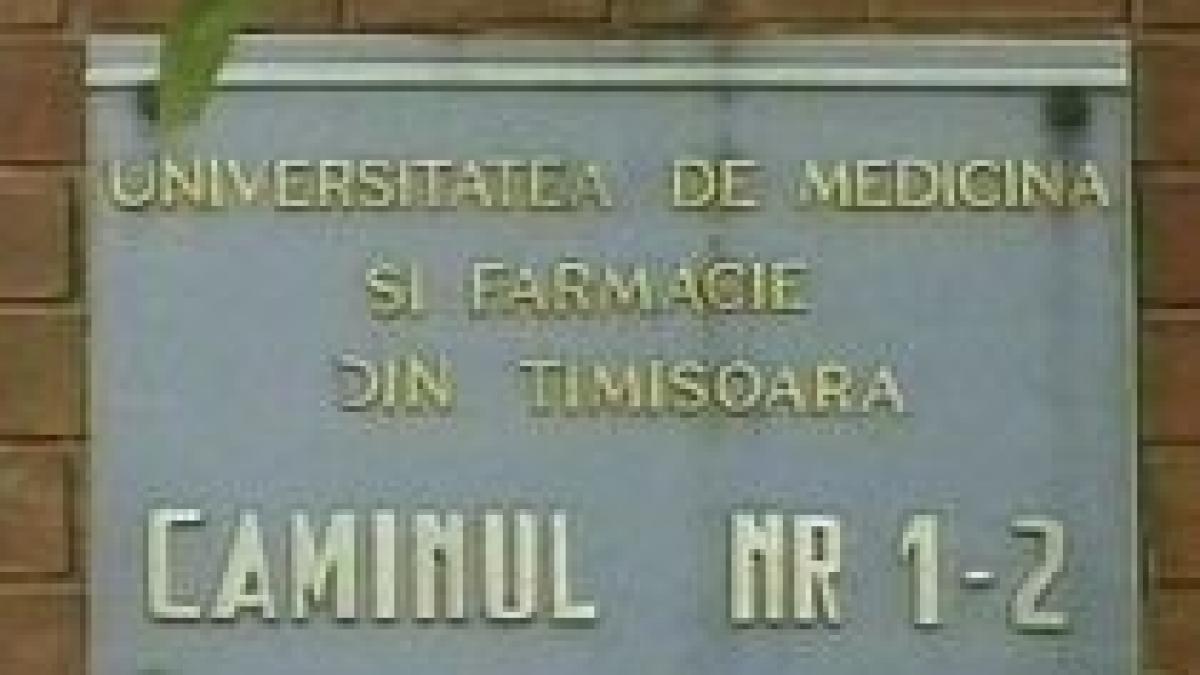 UNIVERSITATEA DE MEDICINA
SI FARMACIE
DIN TIMISOARA
CAMINUL NR 1-2